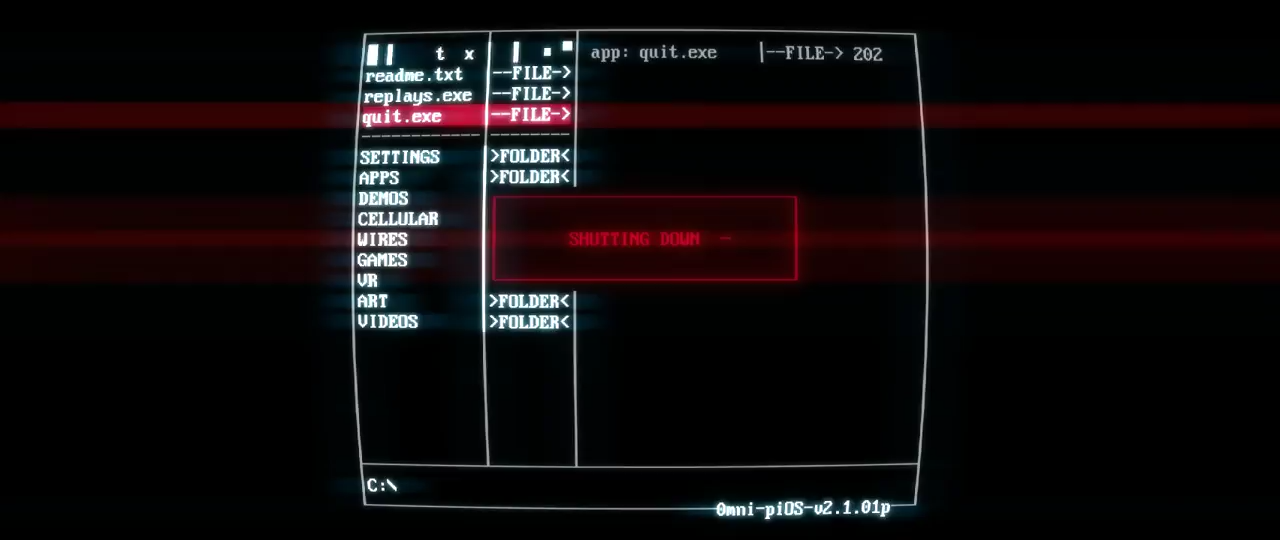 t x
app: quit.exe |--FILE-> 202
readme.txt --FILE->
replays.exe --FILE->
quit.exe --FILE->
------------ --------
SETTINGS >FOLDER<
APPS >FOLDER<
DEMOS
CELLULAR
WIRES
SHUTTING DOWN -
GAMES
VR
ART >FOLDER<
VIDEOS >FOLDER<
C:\
0mni-piOS-v2.1.01p